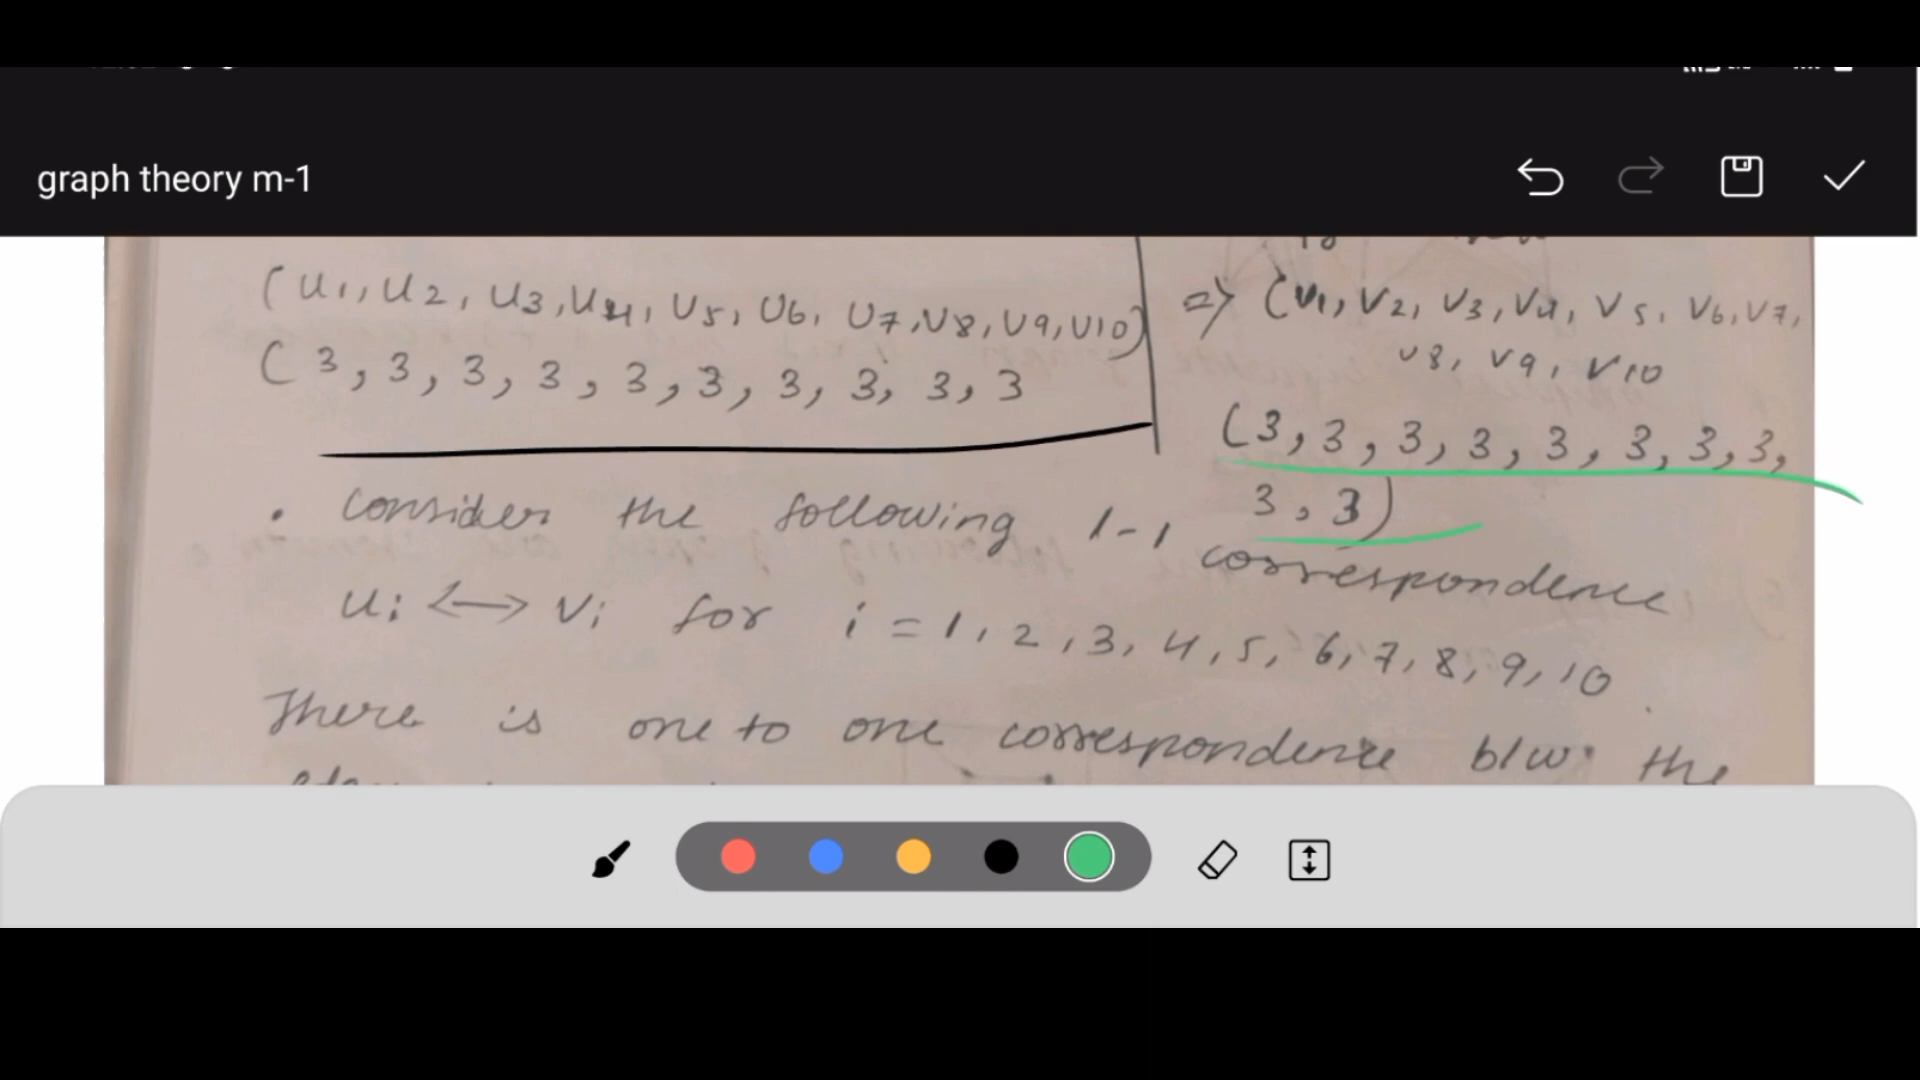 graph theory m-1
(u1, u2, u3, u4, u5, u6, u7, u8, u9, u10)
(3, 3, 3, 3, 3, 3, 3, 3, 3, 3
=> (v1, v2, v3, v4, v5, v6, v7,
v8, v9, v10
(3, 3, 3, 3, 3, 3, 3, 3,
3, 3)
• Consider the following 1-1 correspondence
ui <-> vi for i = 1, 2, 3, 4, 5, 6, 7, 8, 9, 10.
There is one to one correspondence b/w the